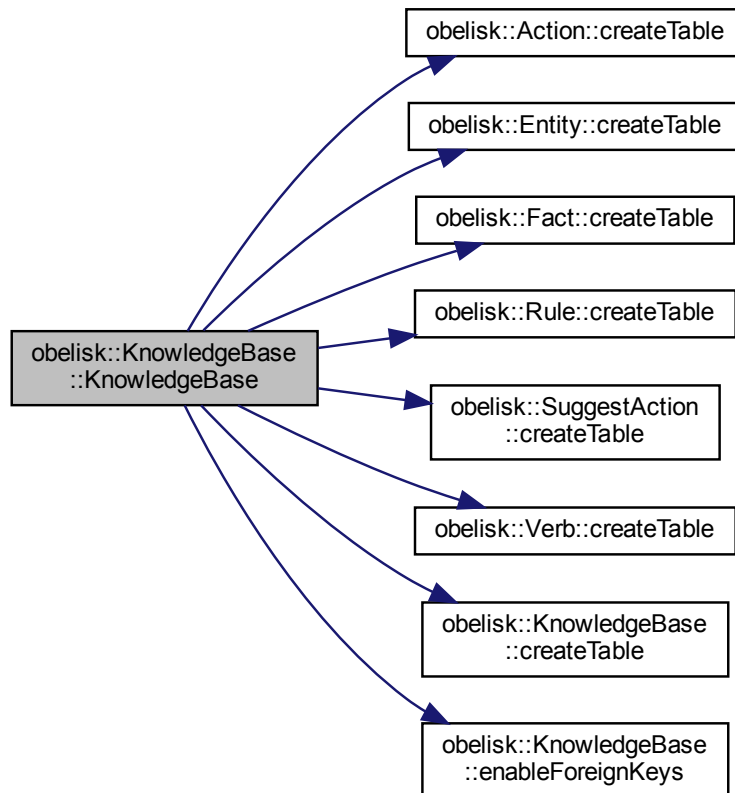 obelisk::Action::createTable
obelisk::Entity::createTable
obelisk::Fact::createTable
obelisk::Rule::createTable
obelisk::KnowledgeBase
::KnowledgeBase
obelisk::SuggestAction
::createTable
obelisk::Verb::createTable
obelisk::KnowledgeBase
::createTable
obelisk::KnowledgeBase
::enableForeignKeys